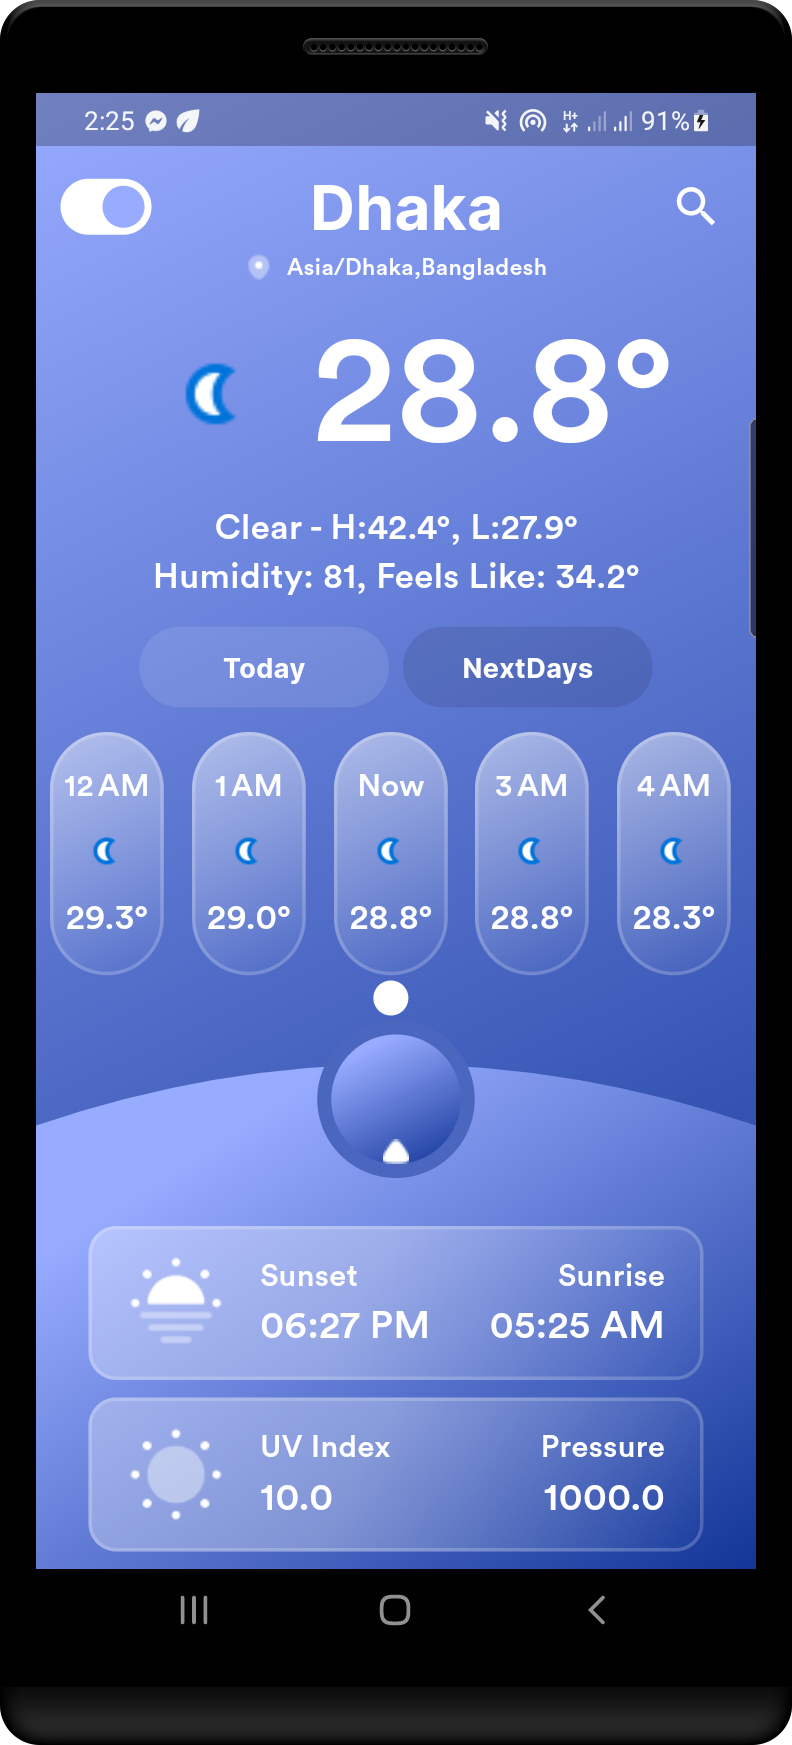 2:25 H+ 91%
Dhaka
Asia/Dhaka,Bangladesh
28.8°
Clear - H:42.4°, L:27.9°
Humidity: 81, Feels Like: 34.2°
Today NextDays
12 AM 1 AM Now 3 AM 4 AM
29.3° 29.0° 28.8° 28.8° 28.3°
Sunset Sunrise
06:27 PM 05:25 AM
UV Index Pressure
10.0 1000.0